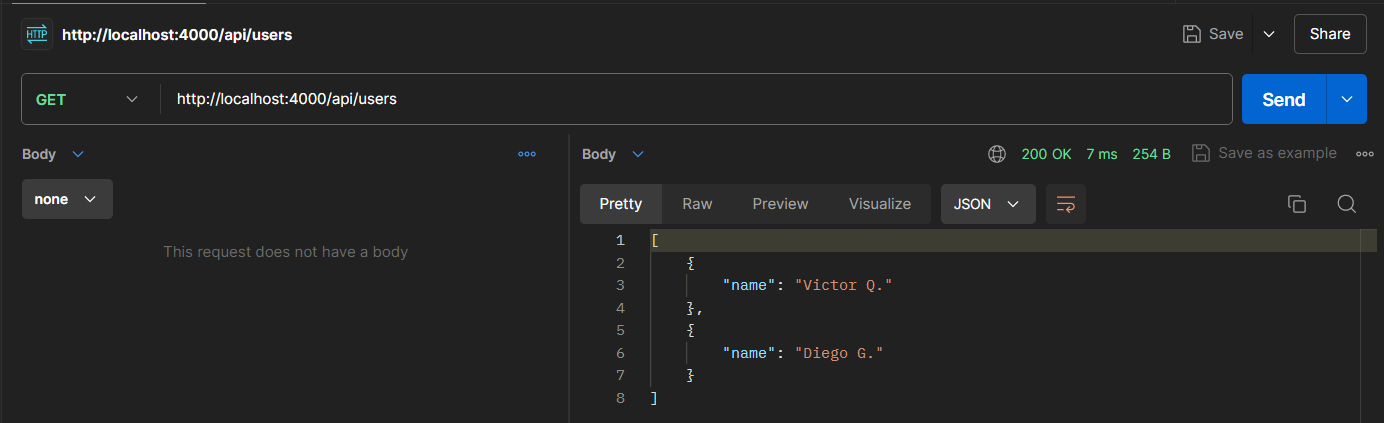 HTTP http://localhost:4000/api/users Save Share
GET http://localhost:4000/api/users Send
Body Body 200 OK 7 ms 254 B Save as example
none Pretty Raw Preview Visualize JSON
This request does not have a body
1 [
2 {
3 "name": "Victor Q."
4 },
5 {
6 "name": "Diego G."
7 }
8 ]